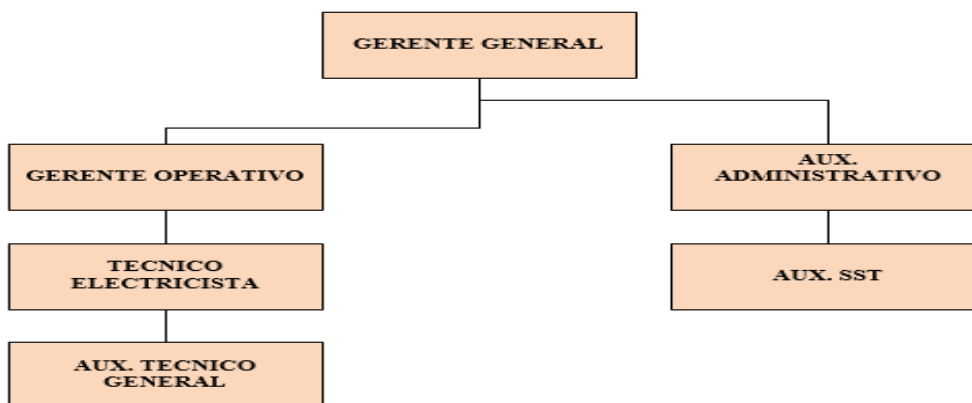 GERENTE GENERAL
GERENTE OPERATIVO
AUX.
ADMINISTRATIVO
TECNICO
ELECTRICISTA
AUX. SST
AUX. TECNICO
GENERAL